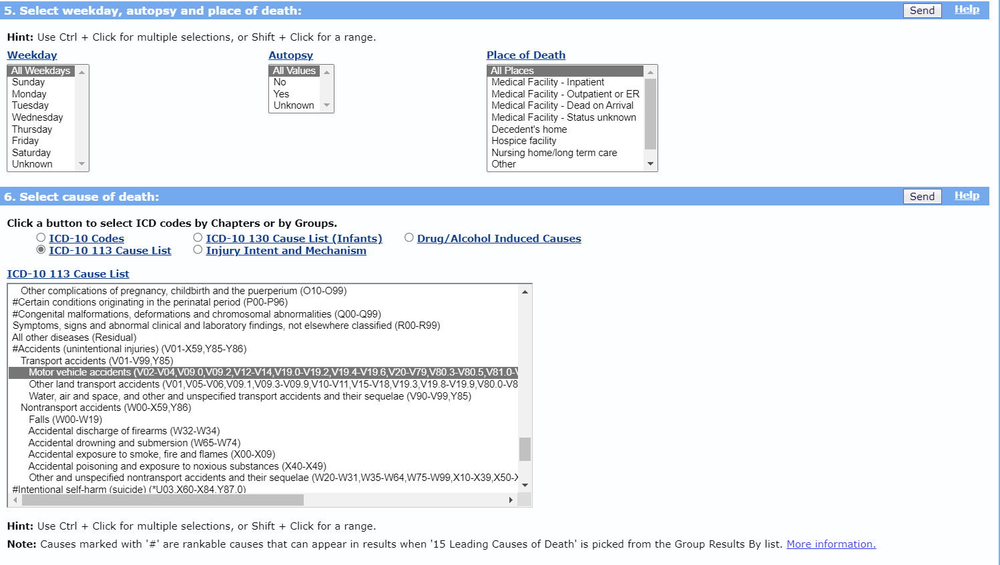 5. Select weekday, autopsy and place of death: Send Help
Hint: Use Ctrl + Click for multiple selections, or Shift + Click for a range.
Weekday
All Weekdays
Sunday
Monday
Tuesday
Wednesday
Thursday
Friday
Saturday
Unknown
Autopsy
All Values
No
Yes
Unknown
Place of Death
All Places
Medical Facility - Inpatient
Medical Facility - Outpatient or ER
Medical Facility - Dead on Arrival
Medical Facility - Status unknown
Decedent's home
Hospice facility
Nursing home/long term care
Other
6. Select cause of death: Send Help
Click a button to select ICD codes by Chapters or by Groups.
ICD-10 Codes ICD-10 130 Cause List (Infants) Drug/Alcohol Induced Causes
ICD-10 113 Cause List Injury Intent and Mechanism
ICD-10 113 Cause List
Other complications of pregnancy, childbirth and the puerperium (O10-O99)
#Certain conditions originating in the perinatal period (P00-P96)
#Congenital malformations, deformations and chromosomal abnormalities (Q00-Q99)
Symptoms, signs and abnormal clinical and laboratory findings, not elsewhere classified (R00-R99)
All other diseases (Residual)
#Accidents (unintentional injuries) (V01-X59,Y85-Y86)
Transport accidents (V01-V99,Y85)
Motor vehicle accidents (V02-V04,V09.0,V09.2,V12-V14,V19.0-V19.2,V19.4-V19.6,V20-V79,V80.3-V80.5,V81.0-V
Other land transport accidents (V01,V05-V06,V09.1,V09.3-V09.9,V10-V11,V15-V18,V19.3,V19.8-V19.9,V80.0-V8
Water, air and space, and other and unspecified transport accidents and their sequelae (V90-V99,Y85)
Nontransport accidents (W00-X59,Y86)
Falls (W00-W19)
Accidental discharge of firearms (W32-W34)
Accidental drowning and submersion (W65-W74)
Accidental exposure to smoke, fire and flames (X00-X09)
Accidental poisoning and exposure to noxious substances (X40-X49)
Other and unspecified nontransport accidents and their sequelae (W20-W31,W35-W64,W75-W99,X10-X39,X50-X
#Intentional self-harm (suicide) (*U03,X60-X84,Y87.0)
Hint: Use Ctrl + Click for multiple selections, or Shift + Click for a range.
Note: Causes marked with '#' are rankable causes that can appear in results when '15 Leading Causes of Death' is picked from the Group Results By list. More information.